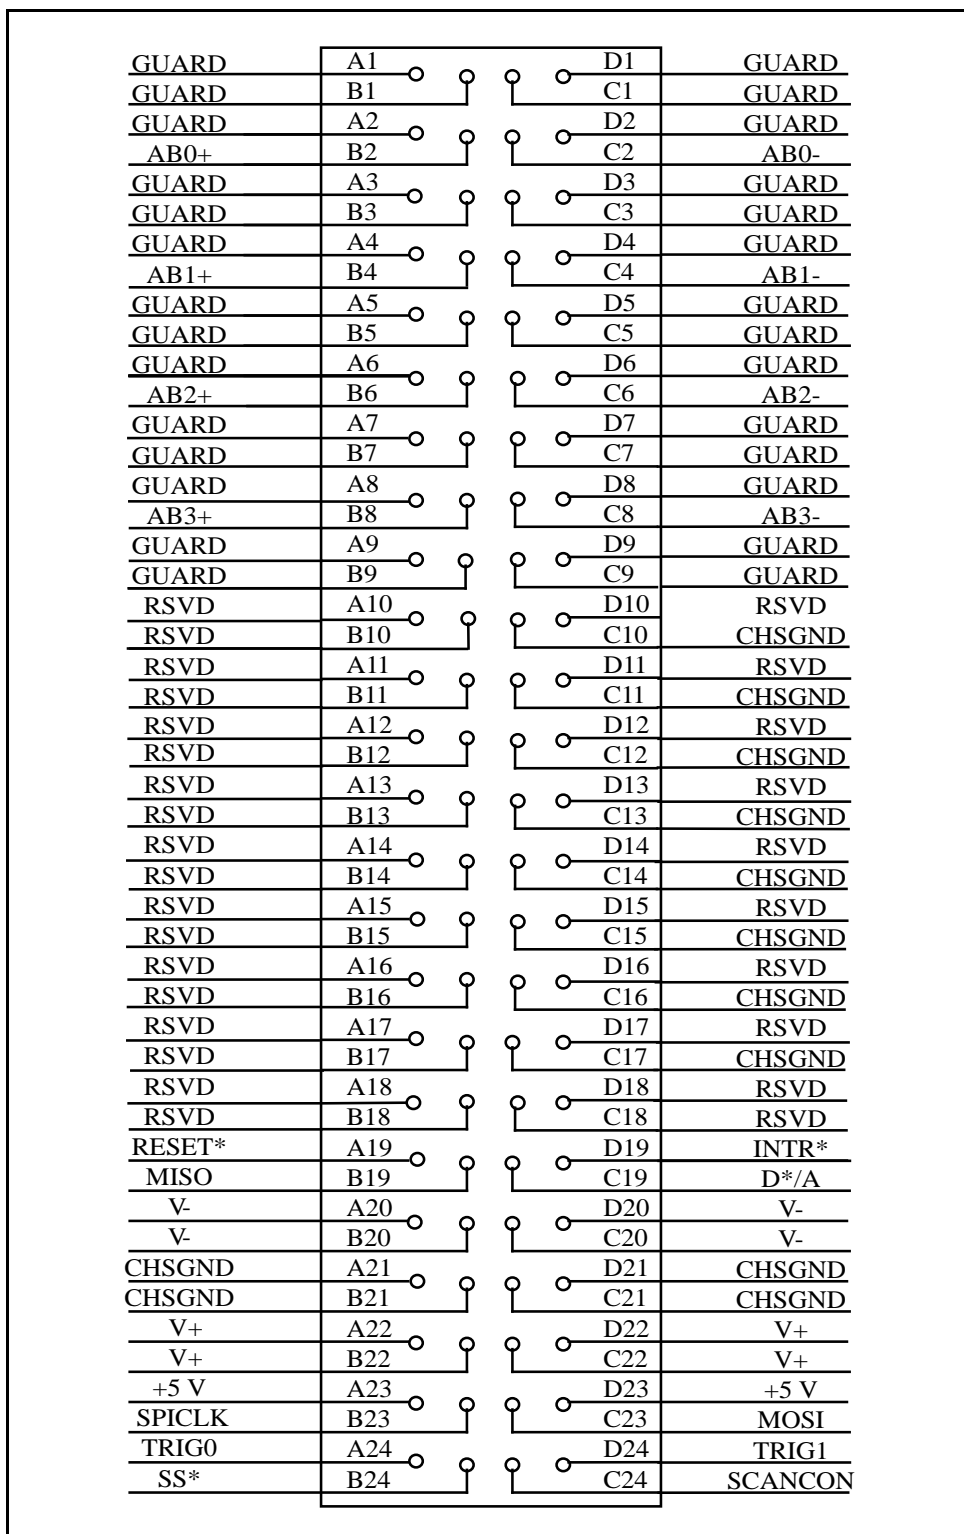 GUARD A1 D1 GUARD
GUARD B1 C1 GUARD
GUARD A2 D2 GUARD
AB0+ B2 C2 AB0-
GUARD A3 D3 GUARD
GUARD B3 C3 GUARD
GUARD A4 D4 GUARD
AB1+ B4 C4 AB1-
GUARD A5 D5 GUARD
GUARD B5 C5 GUARD
GUARD A6 D6 GUARD
AB2+ B6 C6 AB2-
GUARD A7 D7 GUARD
GUARD B7 C7 GUARD
GUARD A8 D8 GUARD
AB3+ B8 C8 AB3-
GUARD A9 D9 GUARD
GUARD B9 C9 GUARD
RSVD A10 D10 RSVD
RSVD B10 C10 CHSGND
RSVD A11 D11 RSVD
RSVD B11 C11 CHSGND
RSVD A12 D12 RSVD
RSVD B12 C12 CHSGND
RSVD A13 D13 RSVD
RSVD B13 C13 CHSGND
RSVD A14 D14 RSVD
RSVD B14 C14 CHSGND
RSVD A15 D15 RSVD
RSVD B15 C15 CHSGND
RSVD A16 D16 RSVD
RSVD B16 C16 CHSGND
RSVD A17 D17 RSVD
RSVD B17 C17 CHSGND
RSVD A18 D18 RSVD
RSVD B18 C18 RSVD
RESET* A19 D19 INTR*
MISO B19 C19 D*/A
V- A20 D20 V-
V- B20 C20 V-
CHSGND A21 D21 CHSGND
CHSGND B21 C21 CHSGND
V+ A22 D22 V+
V+ B22 C22 V+
+5 V A23 D23 +5 V
SPICLK B23 C23 MOSI
TRIG0 A24 D24 TRIG1
SS* B24 C24 SCANCON